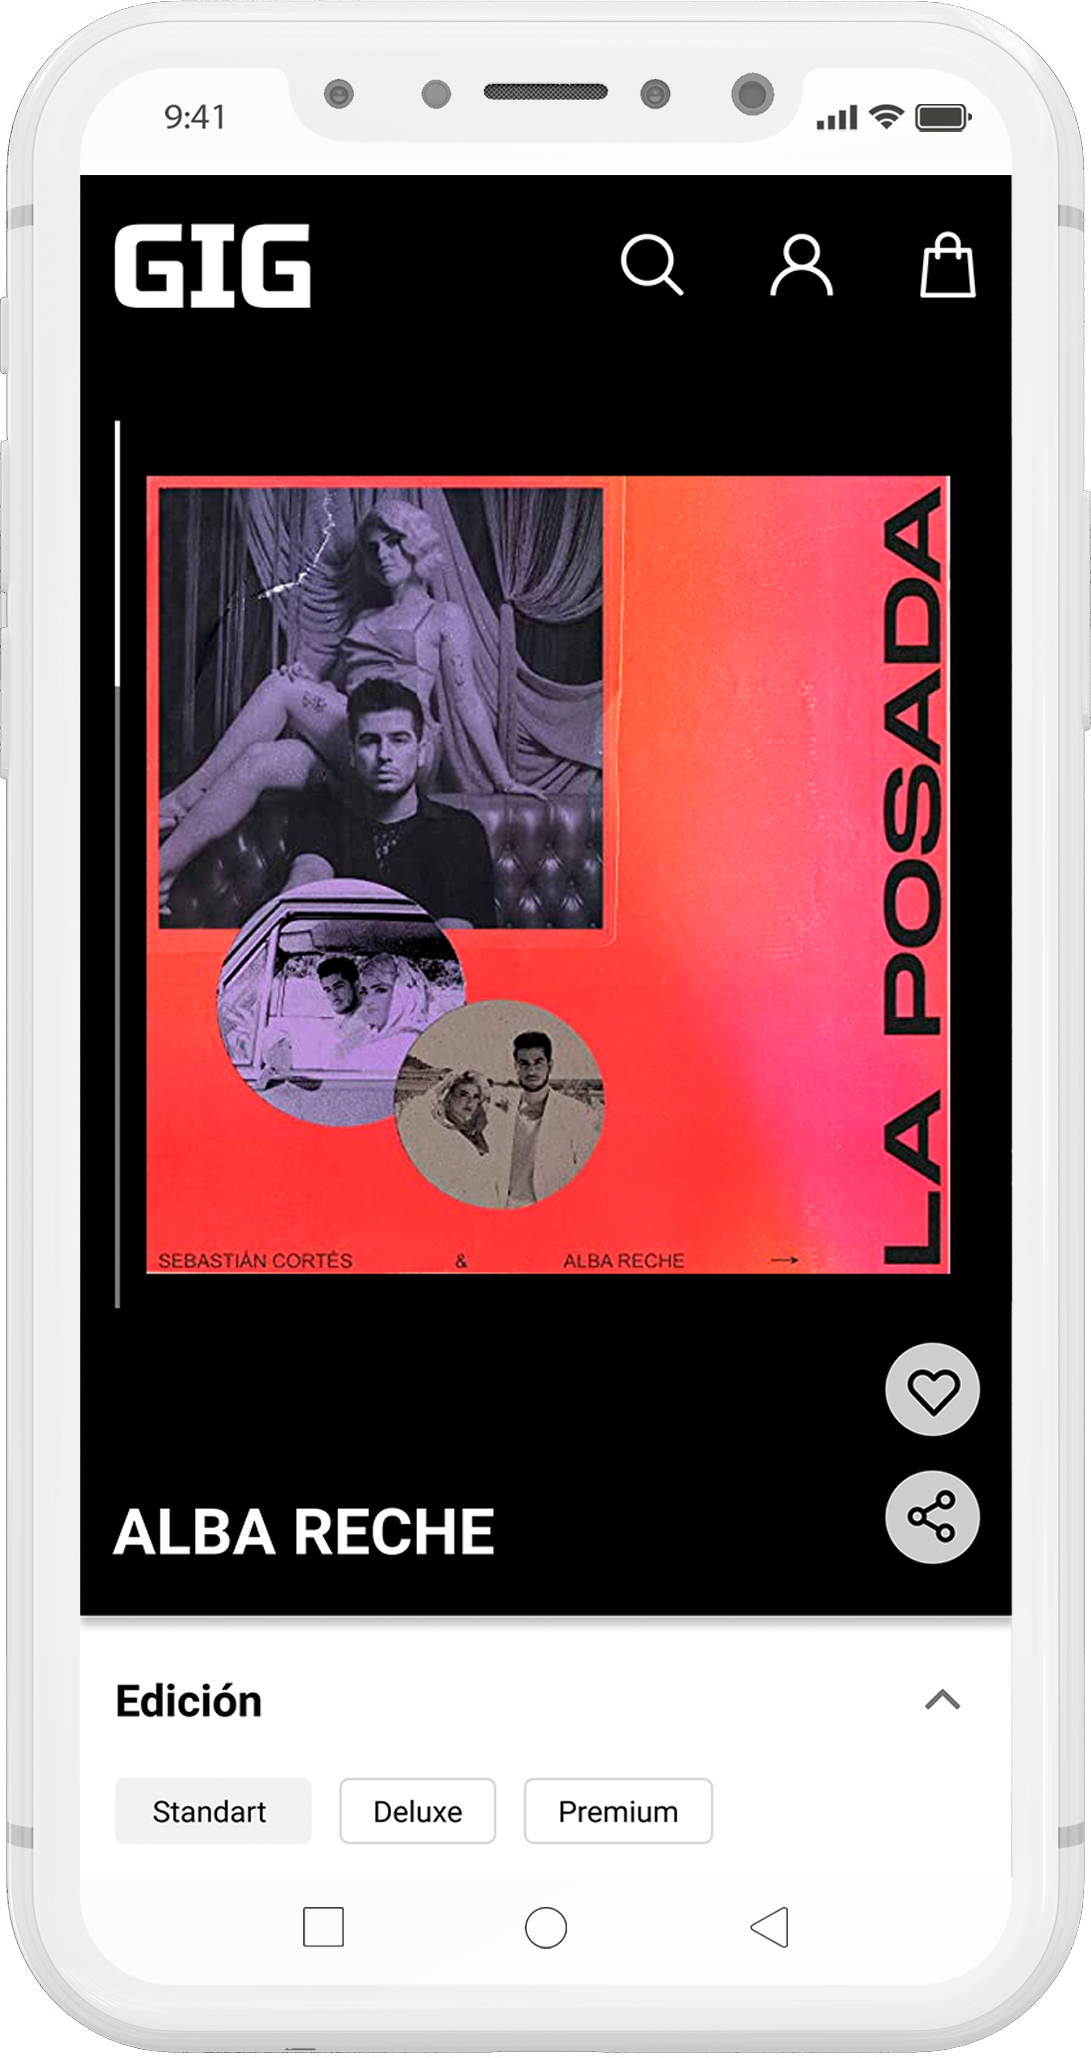 9:41
GIG
LA POSADA
SEBASTIÁN CORTÉS & ALBA RECHE →
ALBA RECHE
Edición
Standart Deluxe Premium